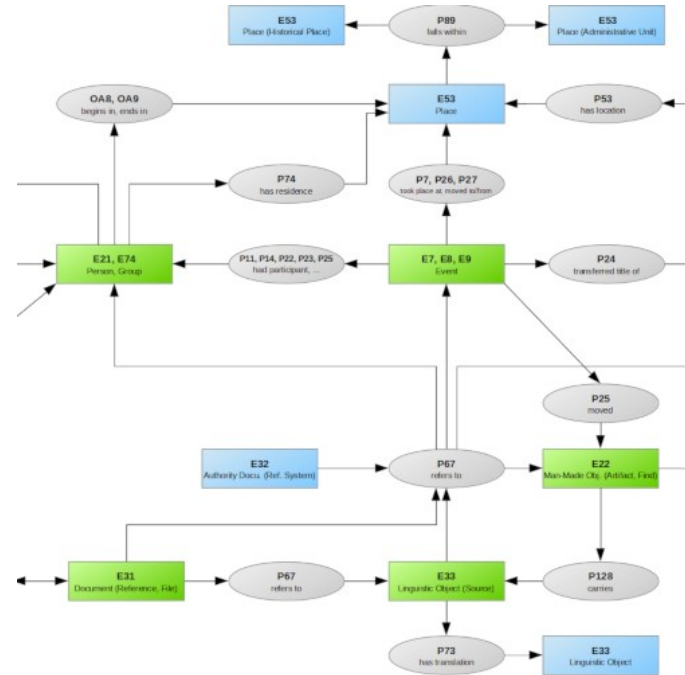 E53
Place (Historical Place)
P89
falls within
E53
Place (Administrative Unit)
OA8, OA9
begins in, ends in
E53
Place
P53
has location
P74
has residence
P7, P26, P27
took place at, moved to/from
E21, E74
Person, Group
P11, P14, P22, P23, P25
had participant, ...
E7, E8, E9
Event
P24
transferred title of
P25
moved
E32
Authority Docu. (Ref. System)
P67
refers to
E22
Man-Made Obj. (Artifact, Find)
E31
Document (Reference, File)
P67
refers to
E33
Linguistic Object (Source)
P128
carries
P73
has translation
E33
Linguistic Object